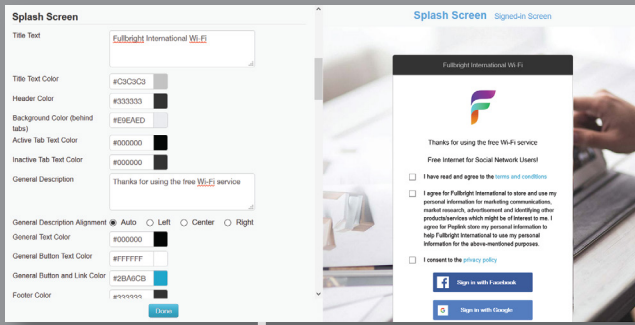 Splash Screen
Title Text
Fullbright International Wi-Fi
Title Text Color
#C3C3C3
Header Color
#333333
Background Color (behind
tabs)
#E9EAED
Active Tab Text Color
#000000
Inactive Tab Text Color
#000000
General Description
Thanks for using the free Wi-Fi service
General Description Alignment Auto Left Center Right
General Text Color
#000000
General Button Text Color
#FFFFFF
General Button and Link Color
#2BA6CB
Footer Color
#333333
Done
Splash Screen Signed-in Screen
Fullbright International Wi-Fi
F
Thanks for using the free Wi-Fi service
Free Internet for Social Network Users!
I have read and agree to the terms and conditions
I agree for Fullbright International to store and use my
personal information for marketing communications,
market research, advertisement and identifying other
products/services which might be of interest to me. I
agree for Peplink store my personal information to
help Fullbright International to use my personal
Information for the above-mentioned purposes.
I consent to the privacy policy
f Sign in with Facebook
G Sign in with Google